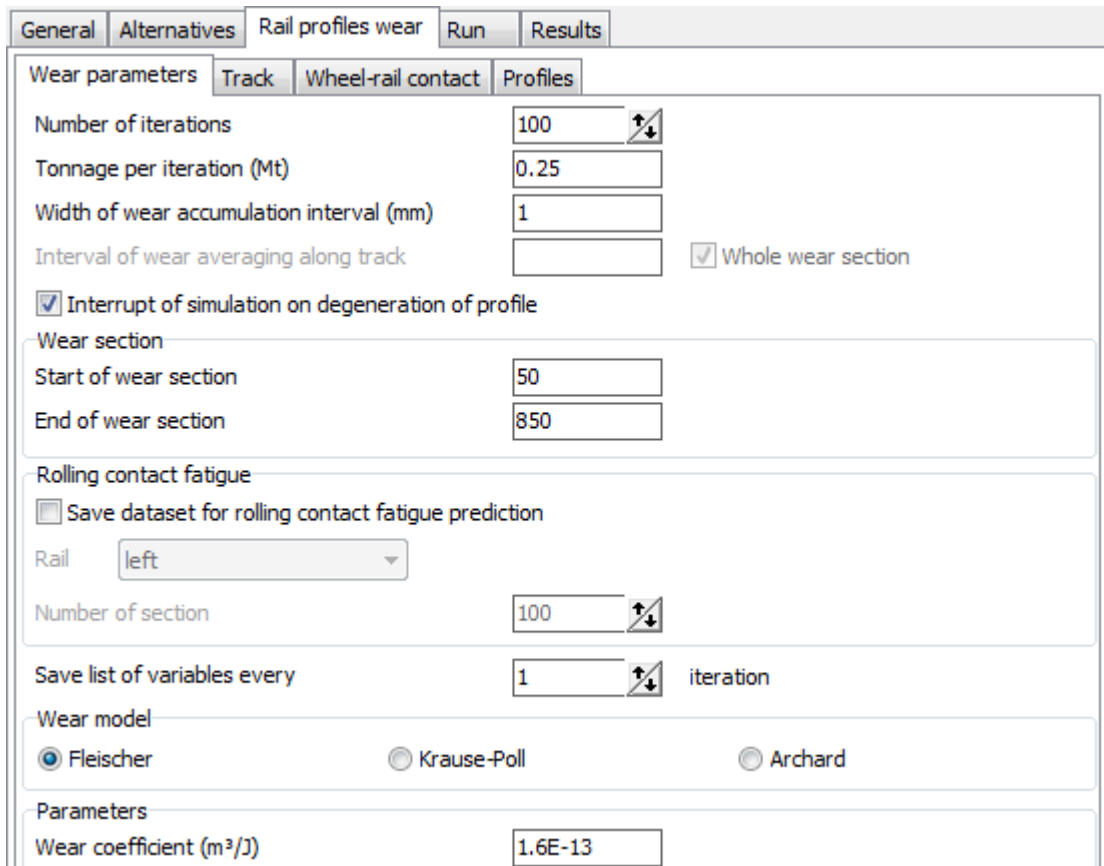 General Alternatives Rail profiles wear Run Results
Wear parameters Track Wheel-rail contact Profiles
Number of iterations 100
Tonnage per iteration (Mt) 0.25
Width of wear accumulation interval (mm) 1
Interval of wear averaging along track Whole wear section
Interrupt of simulation on degeneration of profile
Wear section
Start of wear section 50
End of wear section 850
Rolling contact fatigue
Save dataset for rolling contact fatigue prediction
Rail left
Number of section 100
Save list of variables every 1 iteration
Wear model
Fleischer Krause-Poll Archard
Parameters
Wear coefficient (m³/J) 1.6E-13